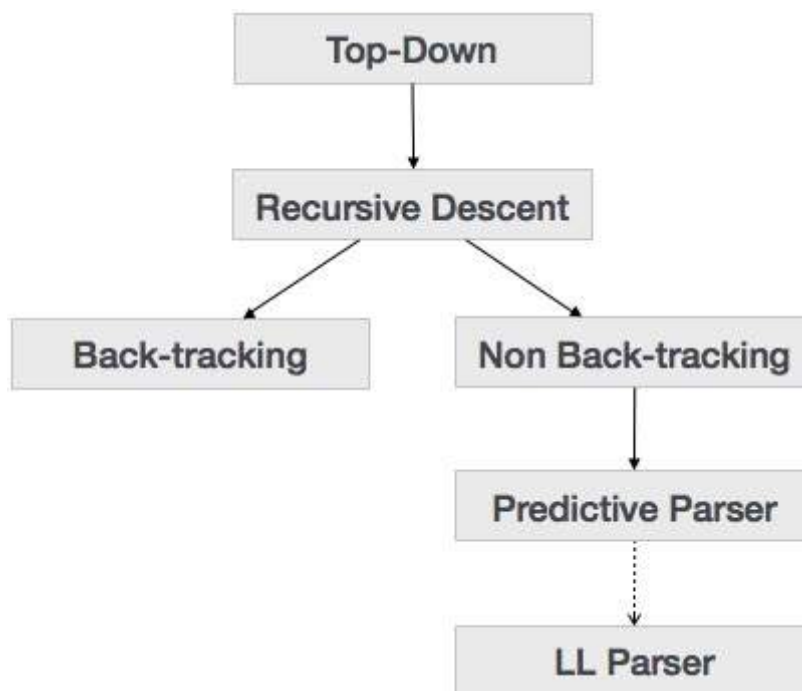 Top-Down
Recursive Descent
Back-tracking
Non Back-tracking
Predictive Parser
LL Parser